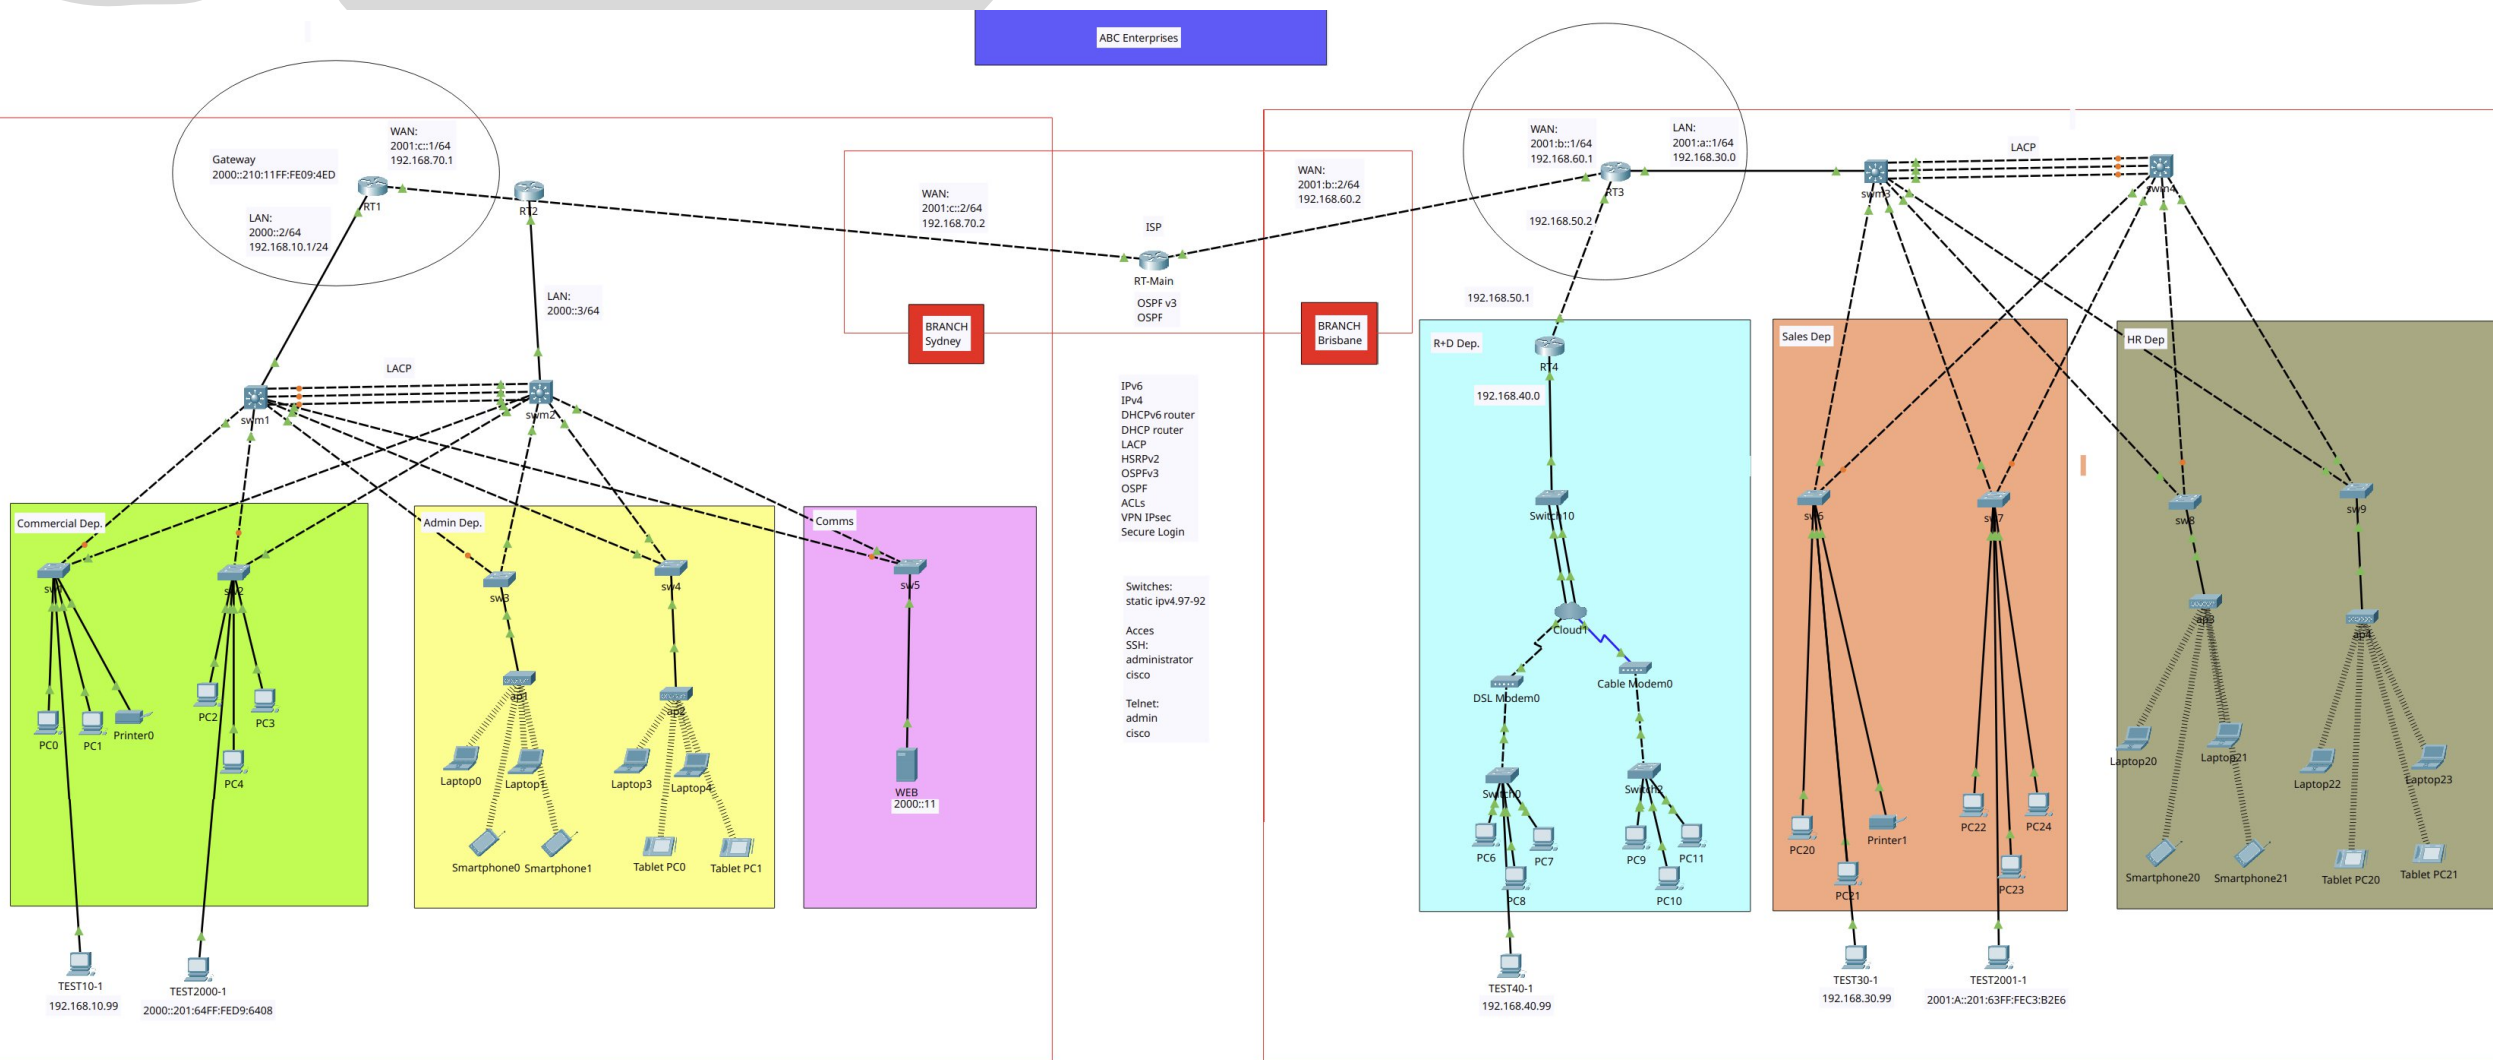 ABC Enterprises
WAN:
2001:c::1/64
192.168.70.1
Gateway
2000::210:11FF:FE09:4ED
RT1
LAN:
2000::2/64
192.168.10.1/24
RT2
LAN:
2000::3/64
WAN:
2001:c::2/64
192.168.70.2
ISP
RT-Main
OSPF v3
OSPF
WAN:
2001:b::2/64
192.168.60.2
BRANCH
Sydney
BRANCH
Brisbane
WAN:
2001:b::1/64
192.168.60.1
LAN:
2001:a::1/64
192.168.30.0
RT3
192.168.50.2
192.168.50.1
LACP
swm3
swm4
LACP
swm1
swm2
IPv6
IPv4
DHCPv6 router
DHCP router
LACP
HSRPv2
OSPFv3
OSPF
ACLs
VPN IPsec
Secure Login
Switches:
static ipv4.97-92
Acces
SSH:
administrator
cisco
Telnet:
admin
cisco
Commercial Dep.
sw2
PC0
PC1
Printer0
PC2
PC3
PC4
TEST10-1
192.168.10.99
TEST2000-1
2000::201:64FF:FED9:6408
Admin Dep.
sw3
sw4
ap1
ap2
Laptop0
Laptop1
Laptop3
Laptop4
Smartphone0
Smartphone1
Tablet PC0
Tablet PC1
Comms
sw5
WEB
2000::11
R+D Dep.
RT4
192.168.40.0
Switch10
Cloud1
DSL Modem0
Cable Modem0
Switch0
Switch2
PC6
PC7
PC8
PC9
PC11
PC10
TEST40-1
192.168.40.99
Sales Dep
sw6
sw7
PC20
Printer1
PC21
PC22
PC24
PC23
TEST30-1
192.168.30.99
TEST2001-1
2001:A::201:63FF:FEC3:B2E6
HR Dep
sw8
sw9
ap3
ap4
Laptop20
Laptop21
Laptop22
Laptop23
Smartphone20
Smartphone21
Tablet PC20
Tablet PC21